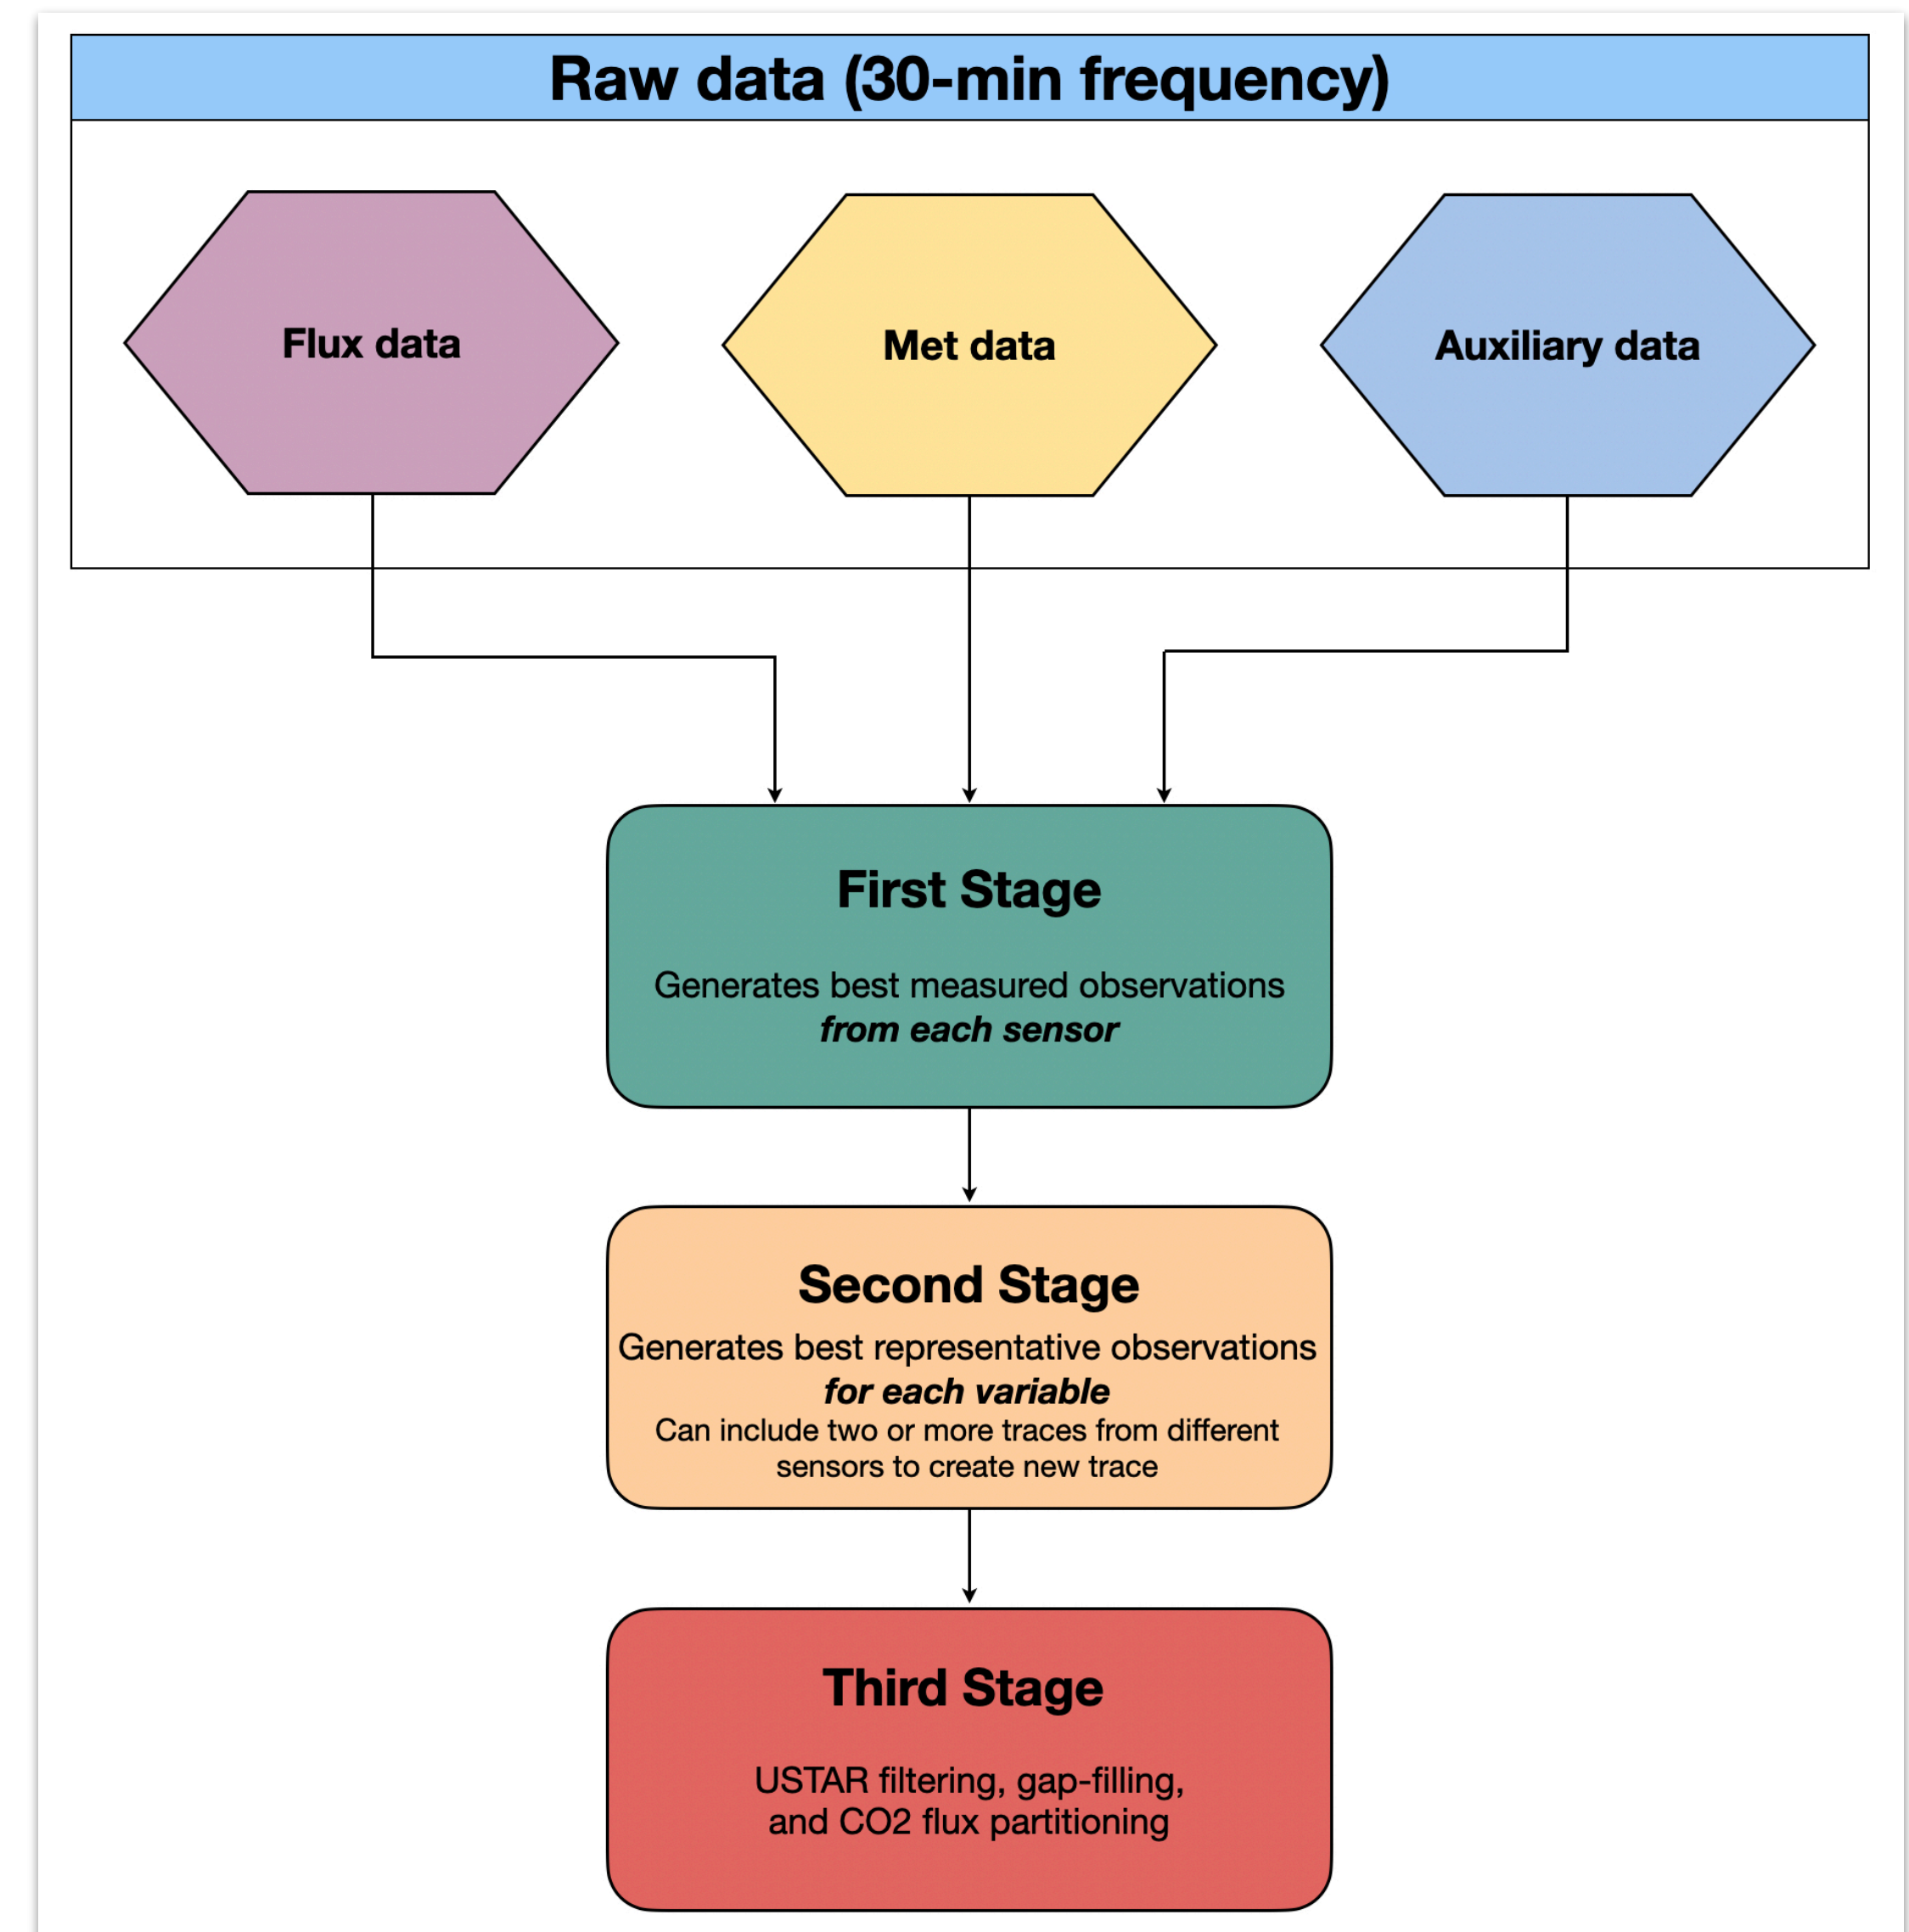 Raw data (30-min frequency)
Flux data
Met data
Auxiliary data
First Stage
Generates best measured observations
from each sensor
Second Stage
Generates best representative observations
for each variable
Can include two or more traces from different
sensors to create new trace
Third Stage
USTAR filtering, gap-filling,
and CO2 flux partitioning